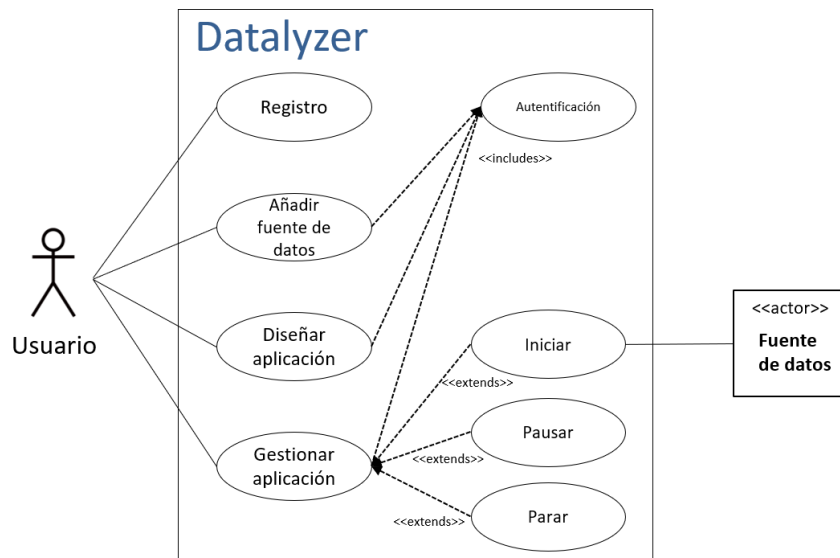 Datalyzer
Registro
Autentificación
<<includes>>
Añadir
fuente de
datos
Usuario
Diseñar
aplicación
Iniciar
<<extends>>
<<actor>>
Fuente
de datos
Gestionar
aplicación
Pausar
<<extends>>
Parar
<<extends>>